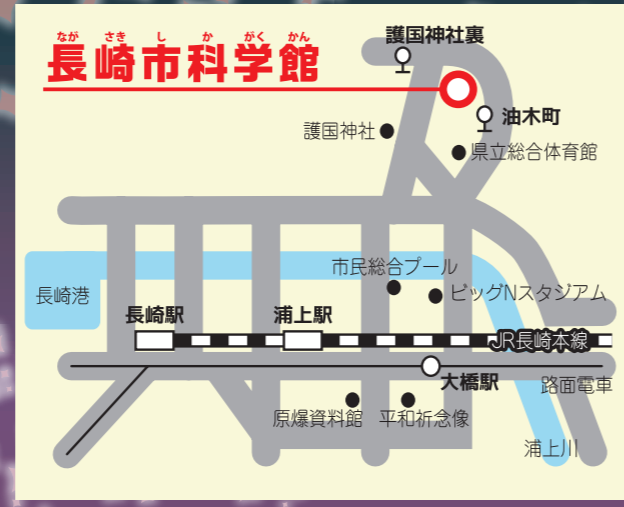 なが さき し か がく かん
長崎市科学館
護国神社裏
油木町
護国神社
県立総合体育館
市民総合プール
ビッグNスタジアム
長崎港
長崎駅
浦上駅
JR長崎本線
大橋駅
路面電車
原爆資料館
平和祈念像
浦上川